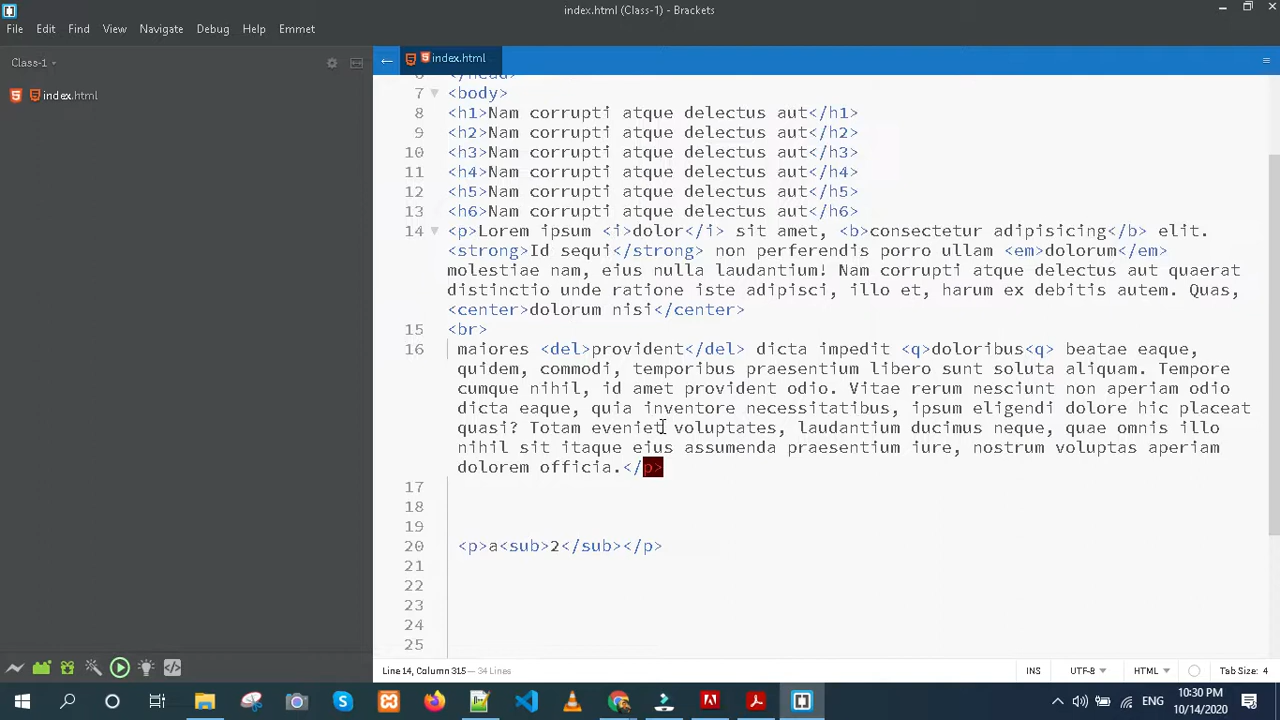 index.html (Class-1) - Brackets
File Edit Find View Navigate Debug Help Emmet
Class-1
index.html
index.html
6 </head>
7 <body>
8 <h1>Nam corrupti atque delectus aut</h1>
9 <h2>Nam corrupti atque delectus aut</h2>
10 <h3>Nam corrupti atque delectus aut</h3>
11 <h4>Nam corrupti atque delectus aut</h4>
12 <h5>Nam corrupti atque delectus aut</h5>
13 <h6>Nam corrupti atque delectus aut</h6>
14 <p>Lorem ipsum <i>dolor</i> sit amet, <b>consectetur adipisicing</b> elit.
<strong>Id sequi</strong> non perferendis porro ullam <em>dolorum</em>
molestiae nam, eius nulla laudantium! Nam corrupti atque delectus aut quaerat
distinctio unde ratione iste adipisci, illo et, harum ex debitis autem. Quas,
<center>dolorum nisi</center>
15 <br>
16 maiores <del>provident</del> dicta impedit <q>doloribus<q> beatae eaque,
quidem, commodi, temporibus praesentium libero sunt soluta aliquam. Tempore
cumque nihil, id amet provident odio. Vitae rerum nesciunt non aperiam odio
dicta eaque, quia inventore necessitatibus, ipsum eligendi dolore hic placeat
quasi? Totam eveniet voluptates, laudantium ducimus neque, quae omnis illo
nihil sit itaque eius assumenda praesentium iure, nostrum voluptas aperiam
dolorem officia.</p>
17
18
19
20 <p>a<sub>2</sub></p>
21
22
23
24
25
Line 14, Column 315 — 34 Lines
INS UTF-8 HTML Tab Size: 4
ENG
10:30 PM
10/14/2020